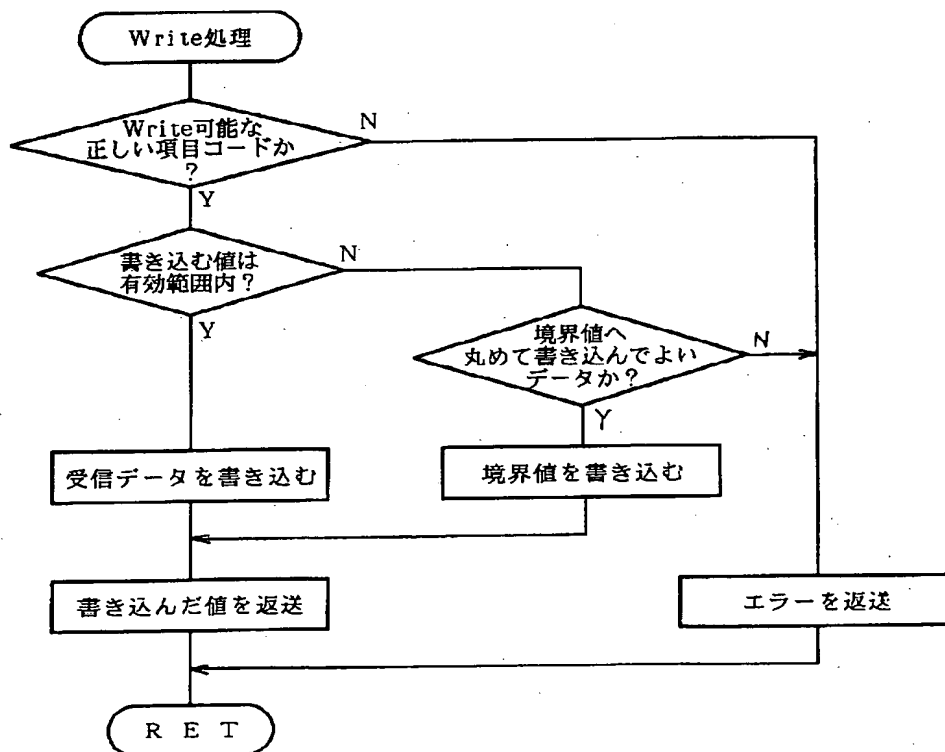 Write処理
Write可能な
正しい項目コードか
?
N
Y
書き込む値は
有効範囲内?
N
Y
境界値へ
丸めて書き込んでよい
データか?
N
Y
受信データを書き込む
境界値を書き込む
書き込んだ値を返送
エラーを返送
R E T